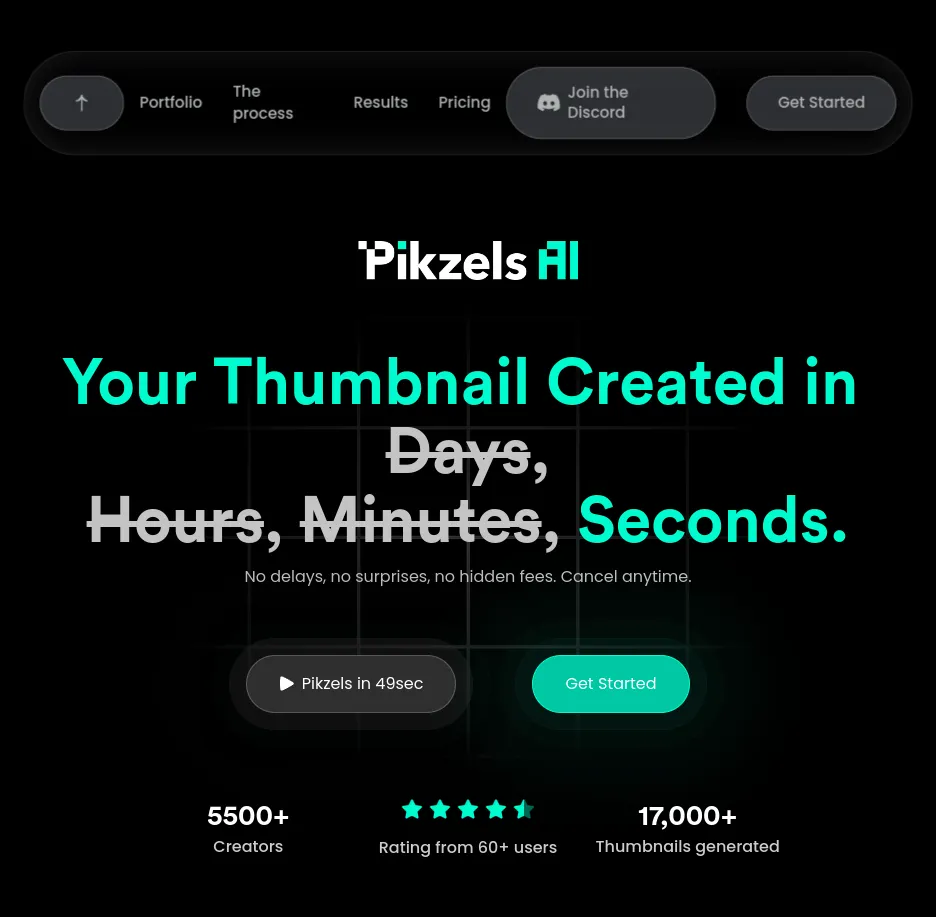 Portfolio
The
process
Results
Pricing
Join the
Discord
Get Started
Pikzels AI
Your Thumbnail Created in
Days,
Hours, Minutes, Seconds.
No delays, no surprises, no hidden fees. Cancel anytime.
Pikzels in 49sec
Get Started
5500+
Creators
Rating from 60+ users
17,000+
Thumbnails generated